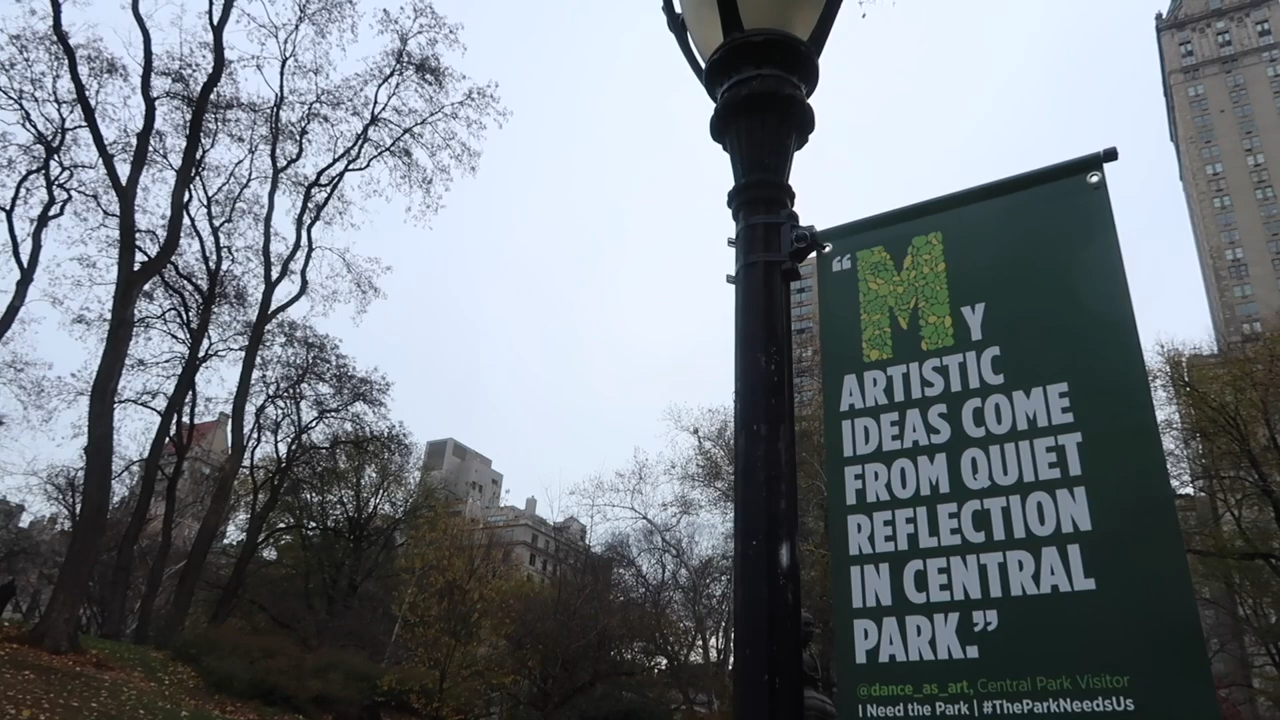 “MY
ARTISTIC
IDEAS COME
FROM QUIET
REFLECTION
IN CENTRAL
PARK.”
@dance_as_art, Central Park Visitor
I Need the Park | #TheParkNeedsUs